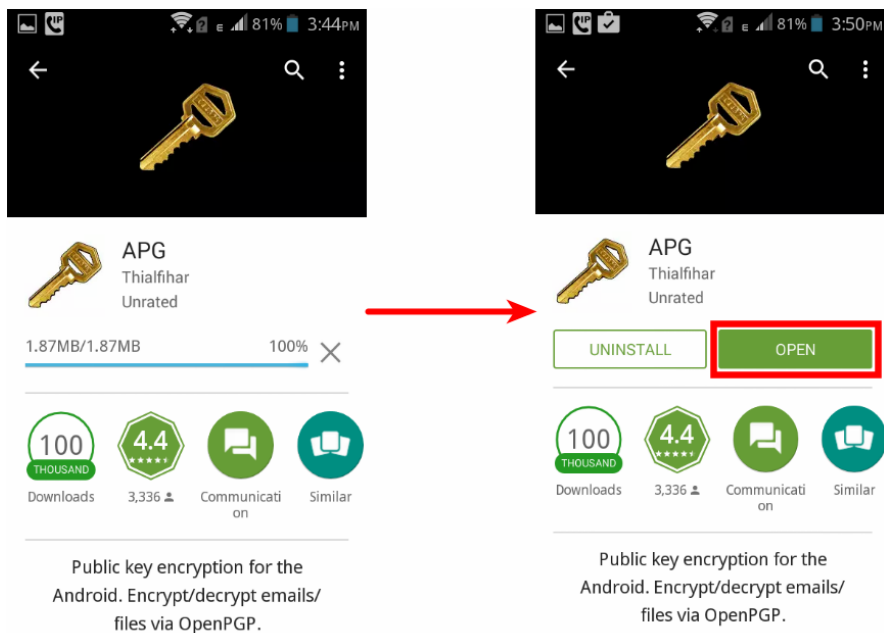 81% 3:44PM
APG
Thialfihar
Unrated
1.87MB/1.87MB 100%
100
THOUSAND
4.4
Downloads
3,336
Communicati
on
Similar
Public key encryption for the
Android. Encrypt/decrypt emails/
files via OpenPGP.
IP E 81% 3:50PM
APG
Thialfihar
Unrated
UNINSTALL
OPEN
100
THOUSAND
4.4
Downloads
3,336
Communicati
on
Similar
Public key encryption for the
Android. Encrypt/decrypt emails/
files via OpenPGP.